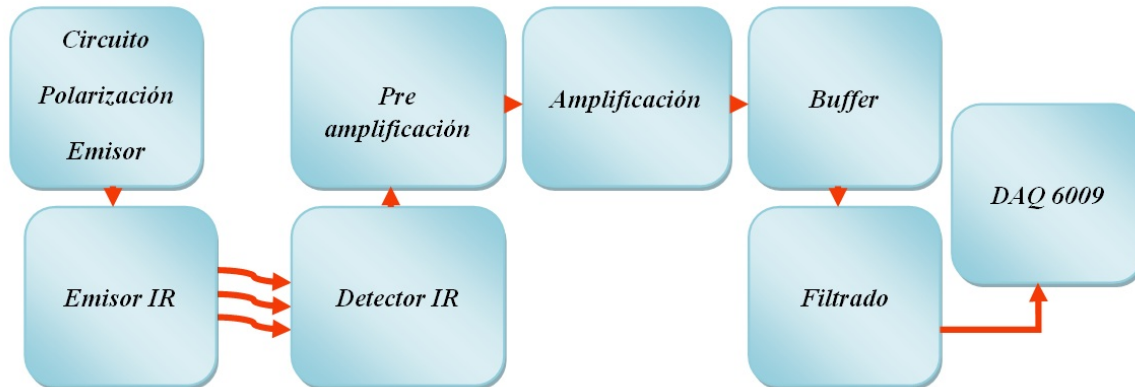 Circuito
Polarización
Emisor
Emisor IR
Detector IR
Pre
amplificación
Amplificación
Buffer
Filtrado
DAQ 6009